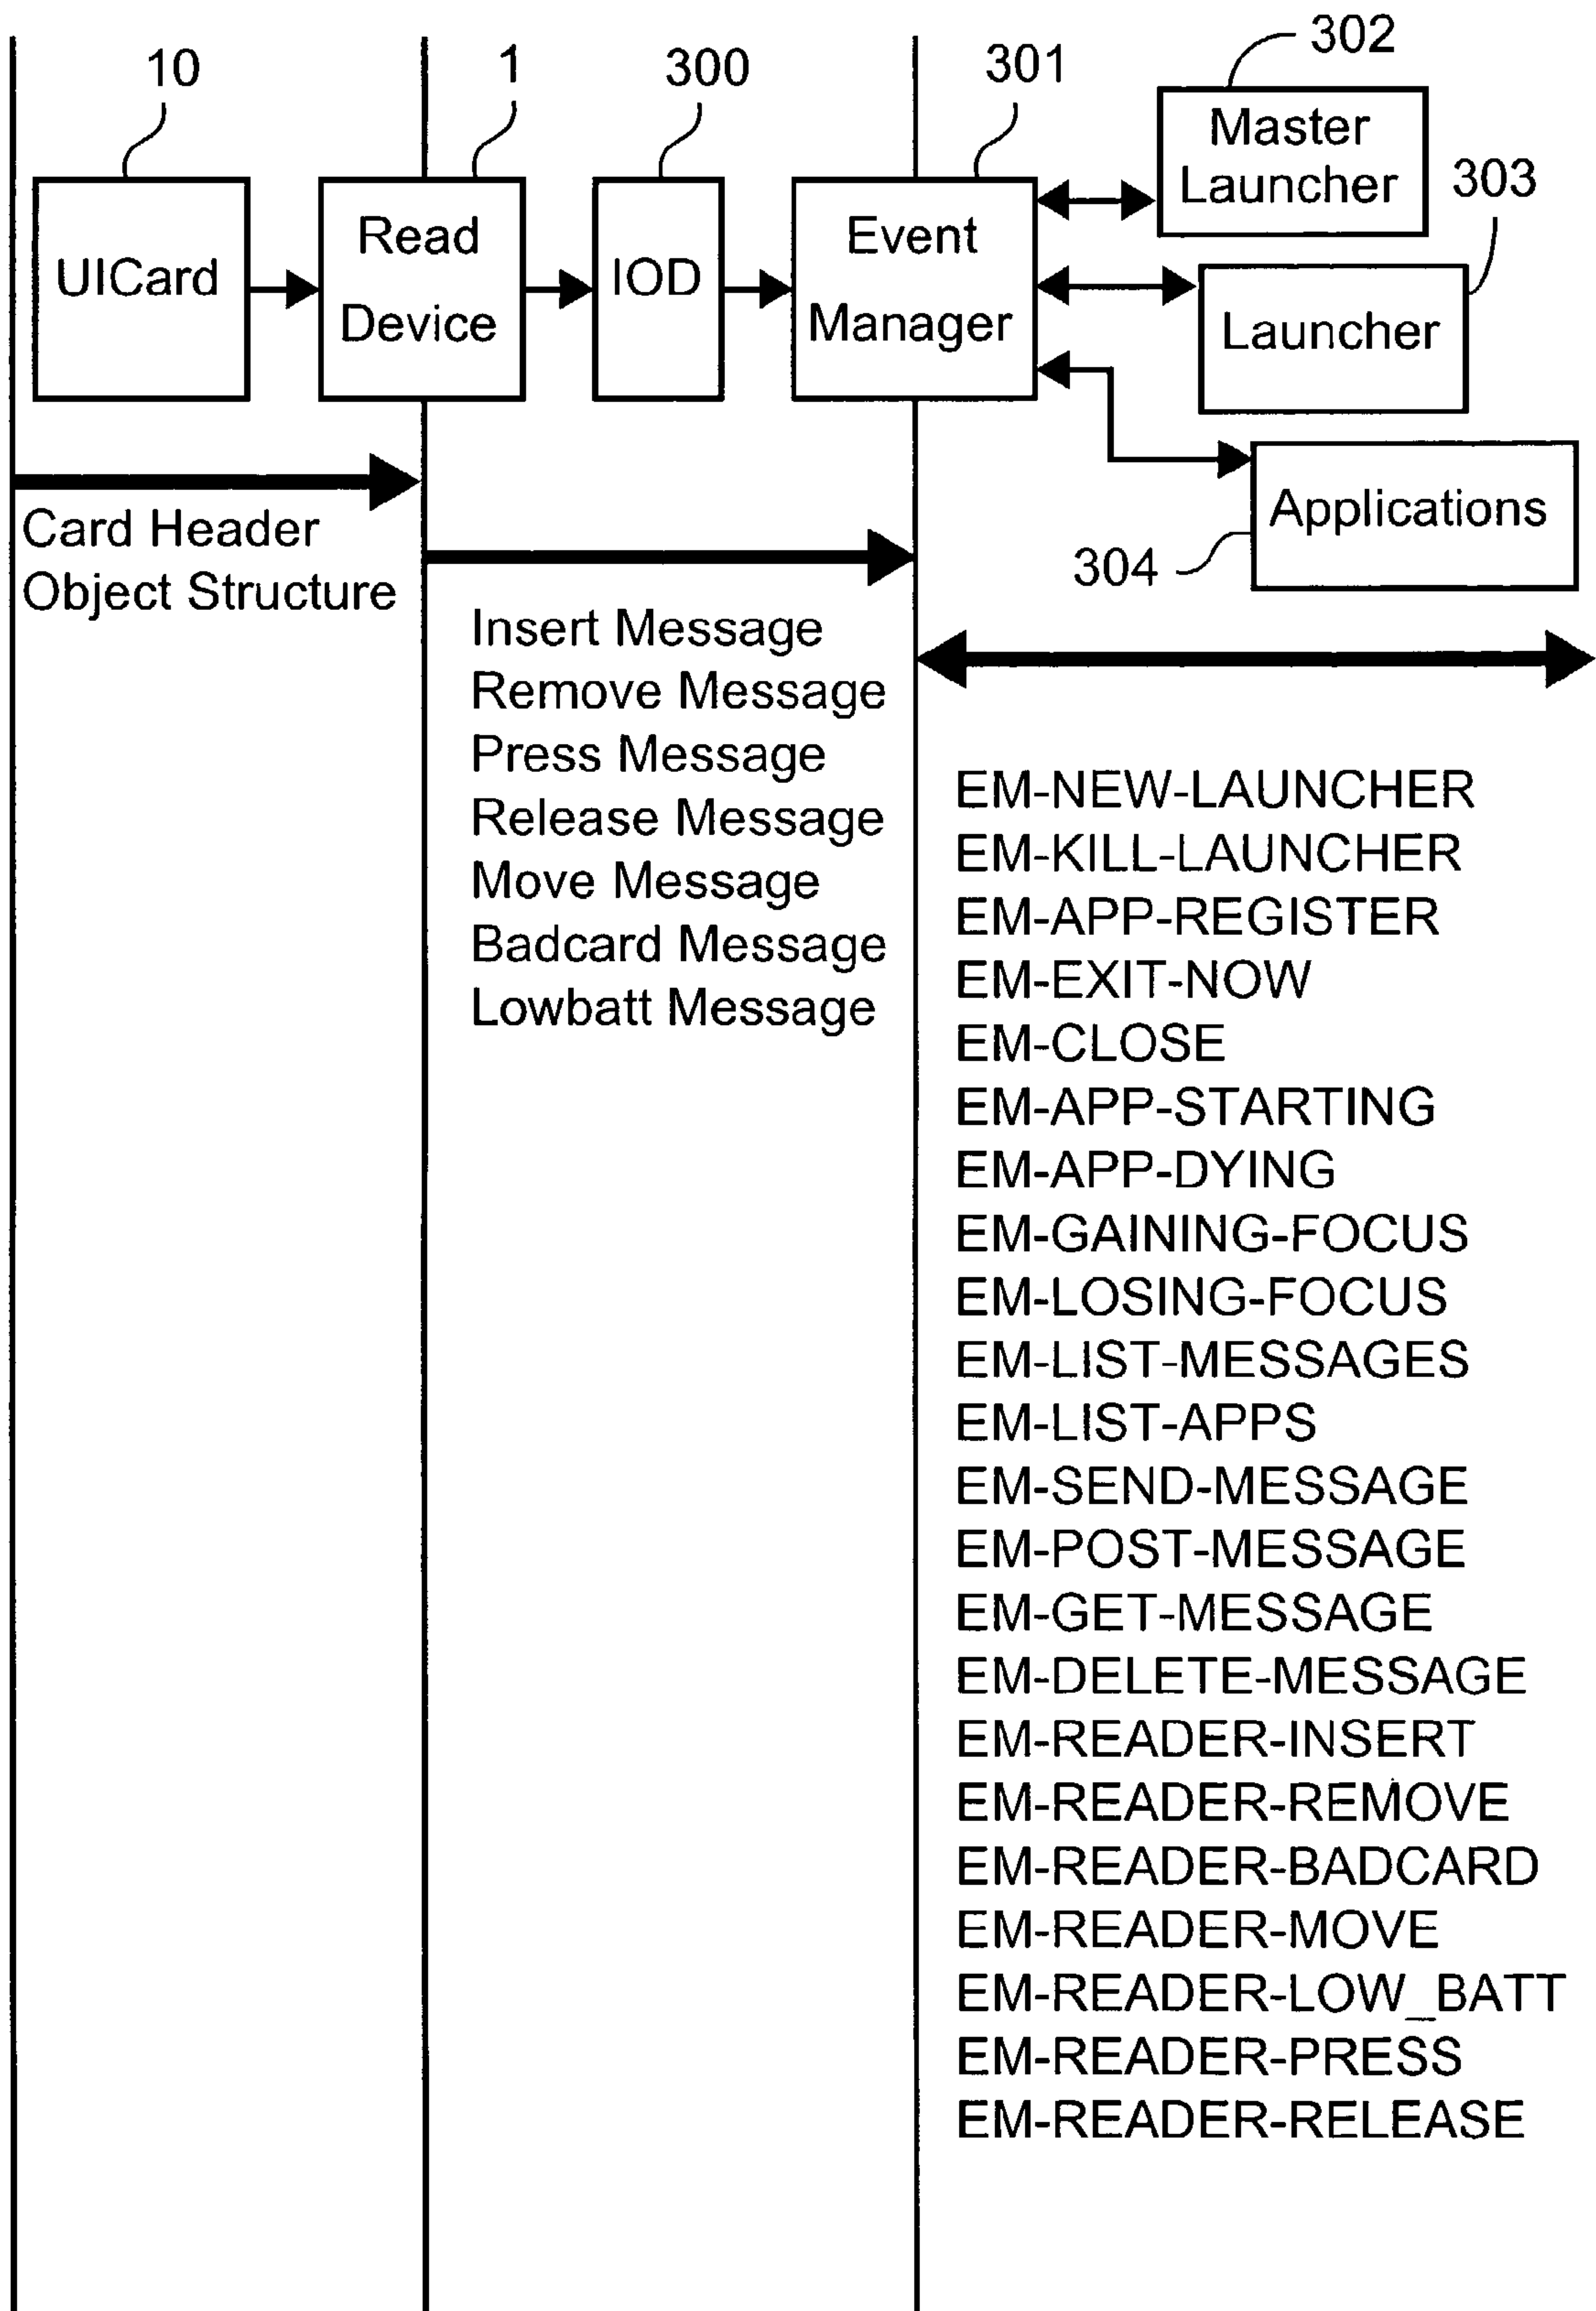 302
10
1
300
301
Master
Launcher
303
UICard
Read
Device
IOD
Event
Manager
Launcher
Applications
304
Card Header
Object Structure
Insert Message
Remove Message
Press Message
Release Message
Move Message
Badcard Message
Lowbatt Message
EM-NEW-LAUNCHER
EM-KILL-LAUNCHER
EM-APP-REGISTER
EM-EXIT-NOW
EM-CLOSE
EM-APP-STARTING
EM-APP-DYING
EM-GAINING-FOCUS
EM-LOSING-FOCUS
EM-LIST-MESSAGES
EM-LIST-APPS
EM-SEND-MESSAGE
EM-POST-MESSAGE
EM-GET-MESSAGE
EM-DELETE-MESSAGE
EM-READER-INSERT
EM-READER-REMOVE
EM-READER-BADCARD
EM-READER-MOVE
EM-READER-LOW_BATT
EM-READER-PRESS
EM-READER-RELEASE